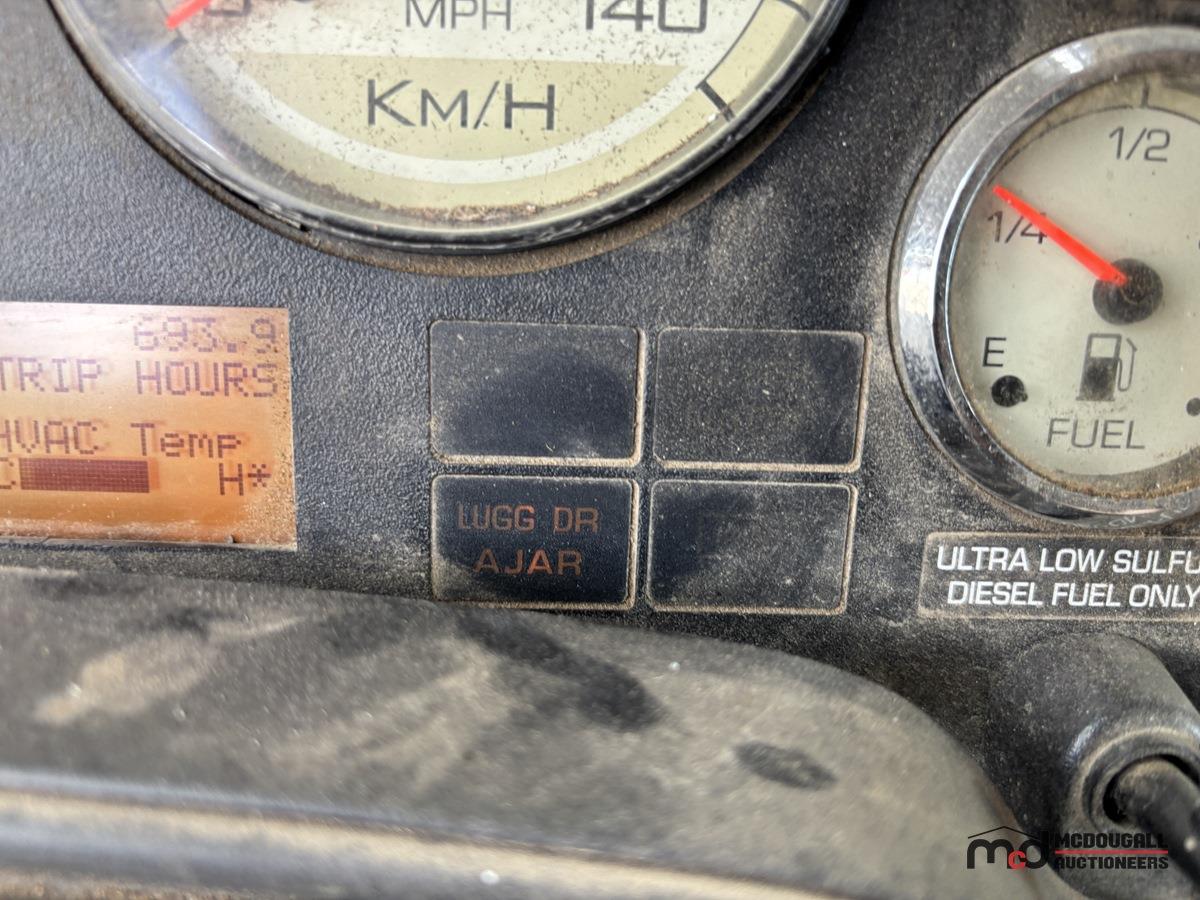 MPH 140
KM/H
1/2
1/4
E
FUEL
693.9
TRIP HOURS
HVAC Temp
C H*
LUGG DR
AJAR
ULTRA LOW
DIESEL FUEL ONLY
mcd MCDOUGALL
AUCTIONEERS